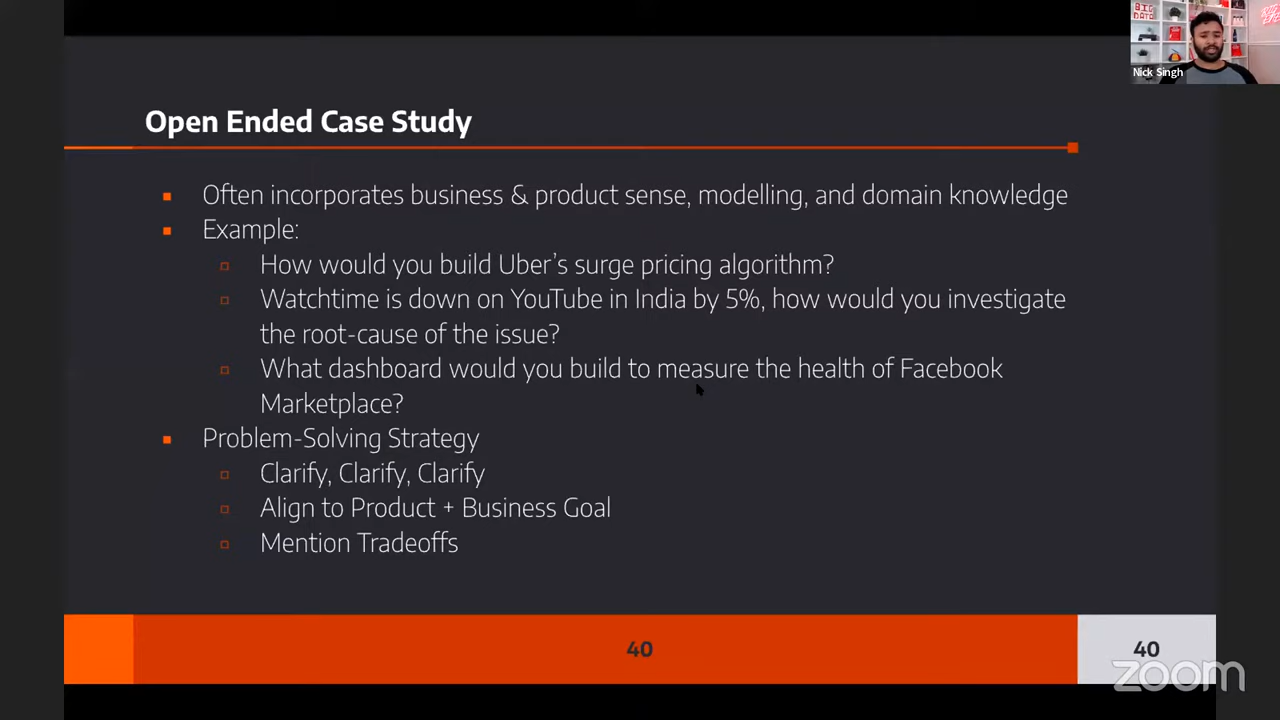 BIG
DATA
Nick Singh
Open Ended Case Study
Often incorporates business & product sense, modelling, and domain knowledge
Example:
How would you build Uber's surge pricing algorithm?
Watchtime is down on YouTube in India by 5%, how would you investigate
the root-cause of the issue?
What dashboard would you build to measure the health of Facebook
Marketplace?
Problem-Solving Strategy
Clarify, Clarify, Clarify
Align to Product + Business Goal
Mention Tradeoffs
40
40
zoom